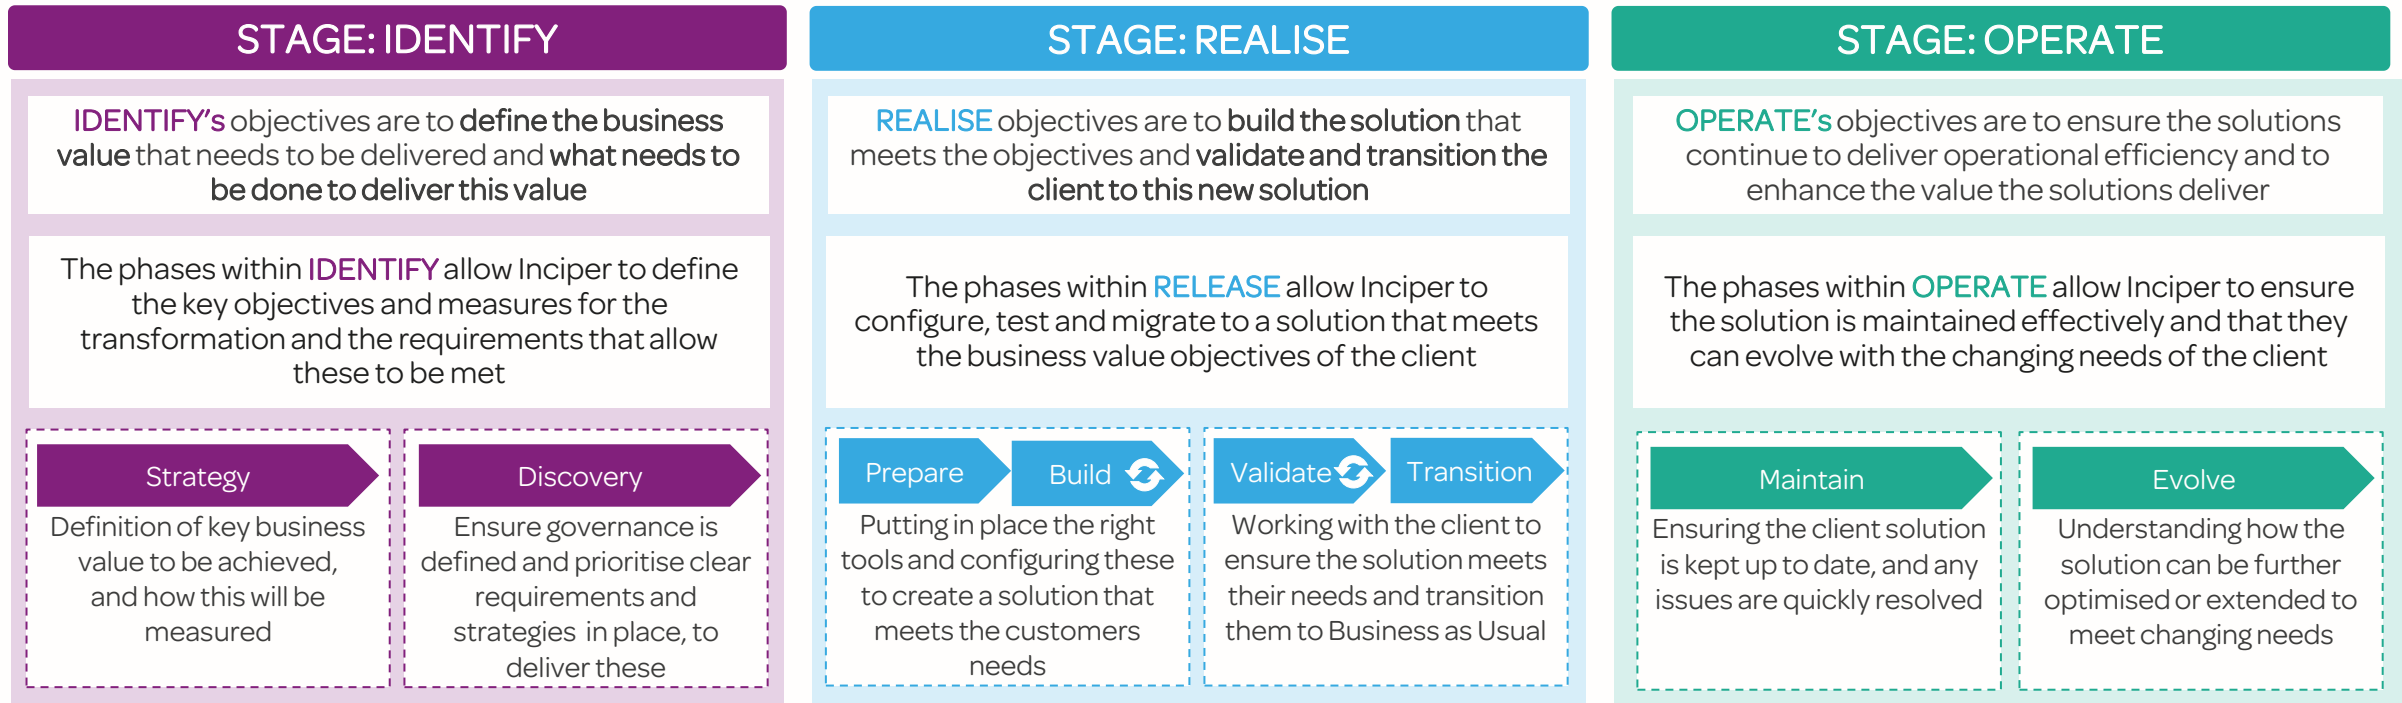 STAGE: IDENTIFY
IDENTIFY's objectives are to define the business
value that needs to be delivered and what needs to
be done to deliver this value
The phases within IDENTIFY allow Inciper to define
the key objectives and measures for the
transformation and the requirements that allow
these to be met
Strategy
Definition of key business
value to be achieved,
and how this will be
measured
Discovery
Ensure governance is
defined and prioritise clear
requirements and
strategies in place, to
deliver these
STAGE: REALISE
REALISE objectives are to build the solution that
meets the objectives and validate and transition the
client to this new solution
The phases within RELEASE allow Inciper to
configure, test and migrate to a solution that meets
the business value objectives of the client
Prepare
Build
Putting in place the right
tools and configuring these
to create a solution that
meets the customers
needs
Validate
Transition
Working with the client to
ensure the solution meets
their needs and transition
them to Business as Usual
STAGE: OPERATE
OPERATE's objectives are to ensure the solutions
continue to deliver operational efficiency and to
enhance the value the solutions deliver
The phases within OPERATE allow Inciper to ensure
the solution is maintained effectively and that they
can evolve with the changing needs of the client
Maintain
Ensuring the client solution
is kept up to date, and any
issues are quickly resolved
Evolve
Understanding how the
solution can be further
optimised or extended to
meet changing needs